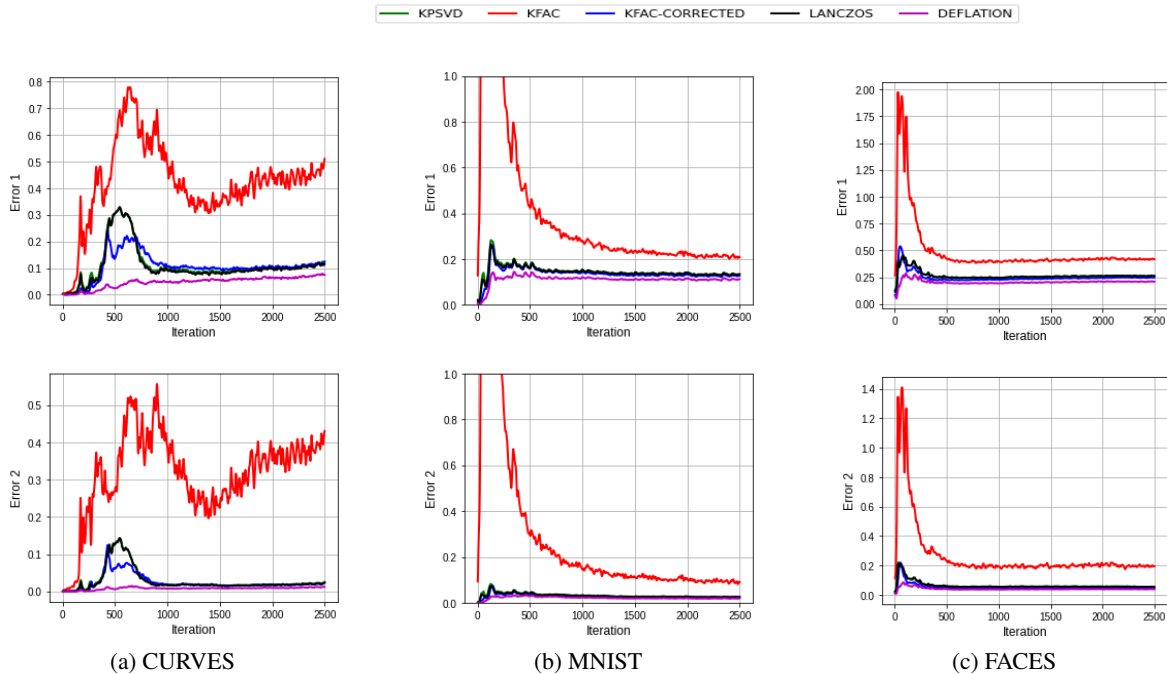 KPSVD KFAC KFAC-CORRECTED LANCZOS DEFLATION
0.8
0.7
0.6
0.5
0.4
0.3
0.2
0.1
0.0
Error 1
0 500 1000 1500 2000 2500
Iteration
1.0
0.8
0.6
0.4
0.2
0.0
Error 1
0 500 1000 1500 2000 2500
Iteration
2.00
1.75
1.50
1.25
1.00
0.75
0.50
0.25
0.00
Error 1
0 500 1000 1500 2000 2500
Iteration
0.5
0.4
0.3
0.2
0.1
0.0
Error 2
0 500 1000 1500 2000 2500
Iteration
1.0
0.8
0.6
0.4
0.2
0.0
Error 2
0 500 1000 1500 2000 2500
Iteration
1.4
1.2
1.0
0.8
0.6
0.4
0.2
0.0
Error 2
0 500 1000 1500 2000 2500
Iteration
(a) CURVES
(b) MNIST
(c) FACES